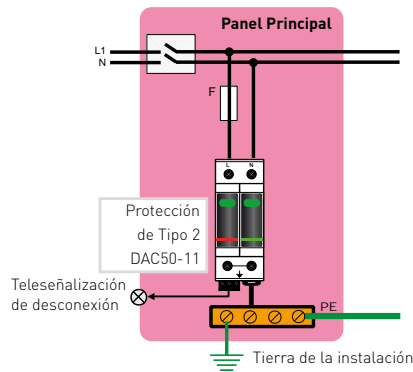 Panel Principal
L1
N
F
L N
Protección
de Tipo 2
DAC50-11
Teleseñalización
de desconexión
PE
Tierra de la instalación